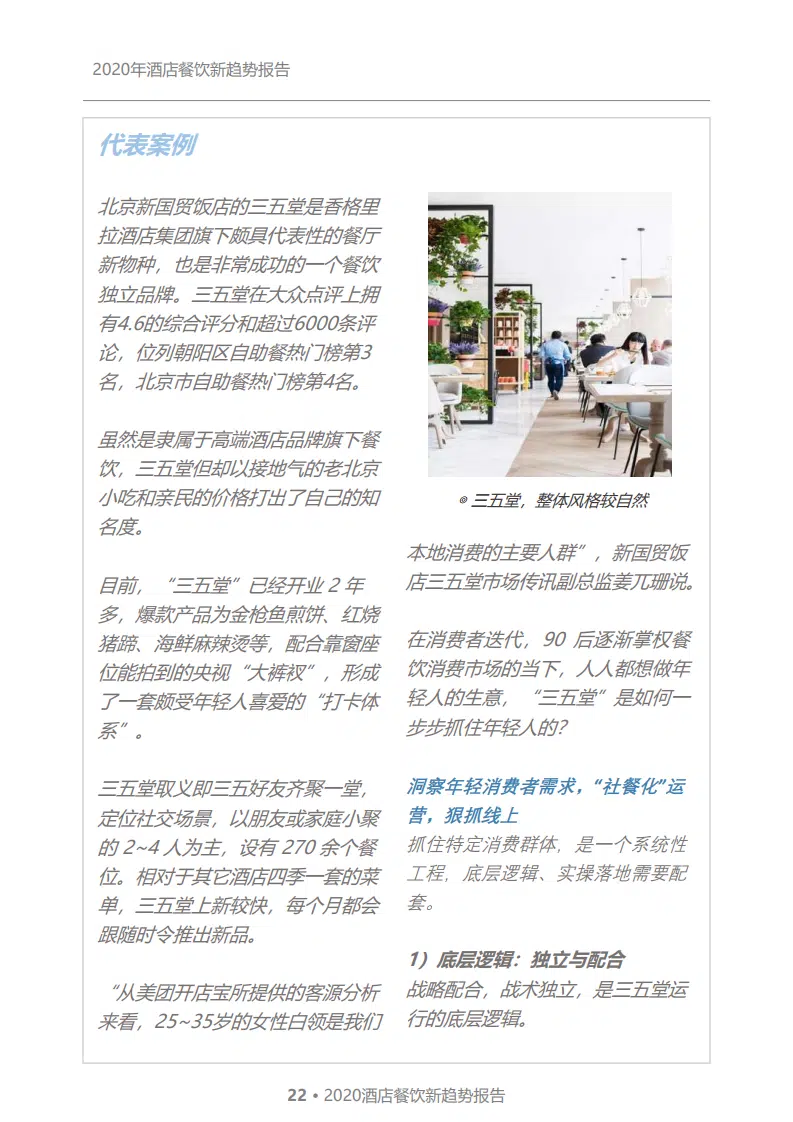 2020年酒店餐饮新趋势报告
代表案例
北京新国贸饭店的三五堂是香格里
拉酒店集团旗下颇具代表性的餐厅
新物种，也是非常成功的一个餐饮
独立品牌。三五堂在大众点评上拥
有4.6的综合评分和超过6000条评
论，位列朝阳区自助餐热门榜第3
名，北京市自助餐热门榜第4名。
虽然是隶属于高端酒店品牌旗下餐
饮，三五堂但却以接地气的老北京
小吃和亲民的价格打出了自己的知
名度。
目前，“三五堂”已经开业 2 年
多，爆款产品为金枪鱼煎饼、红烧
猪蹄、海鲜麻辣烫等，配合靠窗座
位能拍到的央视“大裤衩”，形成
了一套颇受年轻人喜爱的“打卡体
系”。
三五堂取义即三五好友齐聚一堂，
定位社交场景，以朋友或家庭小聚
的 2~4 人为主，设有 270 余个餐
位。相对于其它酒店四季一套的菜
单，三五堂上新较快，每个月都会
跟随时令推出新品。
“从美团开店宝所提供的客源分析
来看，25~35岁的女性白领是我们
◎ 三五堂，整体风格较自然
本地消费的主要人群”，新国贸饭
店三五堂市场传讯副总监姜兀珊说。
在消费者迭代，90 后逐渐掌权餐
饮消费市场的当下，人人都想做年
轻人的生意，“三五堂”是如何一
步步抓住年轻人的？
洞察年轻消费者需求，“社餐化”运
营，狠抓线上
抓住特定消费群体，是一个系统性
工程，底层逻辑、实操落地需要配
套。
1）底层逻辑：独立与配合
战略配合，战术独立，是三五堂运
行的底层逻辑。
22 • 2020酒店餐饮新趋势报告